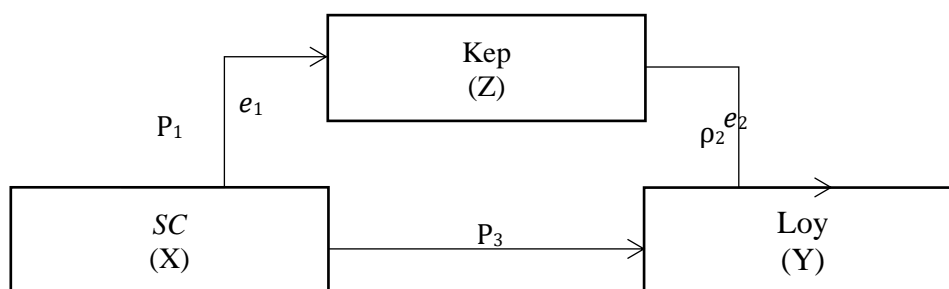 Kep
(Z)
e₁
P₁
ρ₂e₂
SC
(X)
P₃
Loy
(Y)